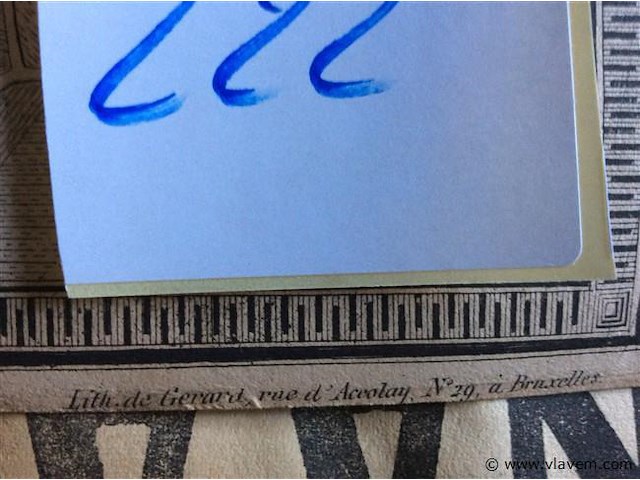 222
Lith. de Gerard, rue d'Accolay, N° 29, à Bruxelles.
© www.vlavem.com